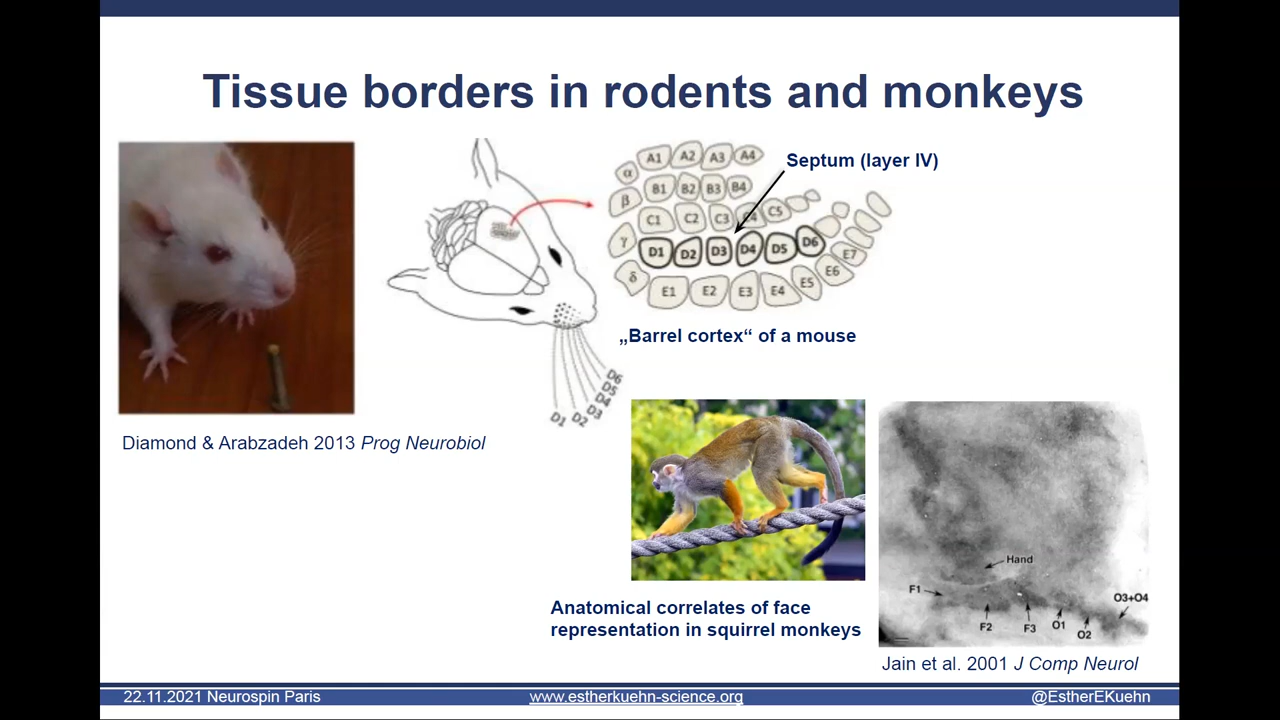 Tissue borders in rodents and monkeys
A1 A2 A3 A4
α
B1 B2 B3 B4
β
C1 C2 C3 C4 C5
γ
D1 D2 D3 D4 D5 D6
δ
E1 E2 E3 E4 E5 E6 E7
Septum (layer IV)
„Barrel cortex“ of a mouse
D1 D2 D3 D4 D5 D6
Diamond & Arabzadeh 2013 Prog Neurobiol
Hand
F1
F2
F3
O1
O2
O3+O4
Anatomical correlates of face
representation in squirrel monkeys
Jain et al. 2001 J Comp Neurol
22.11.2021 Neurospin Paris
www.estherkuehn-science.org
@EstherEKuehn